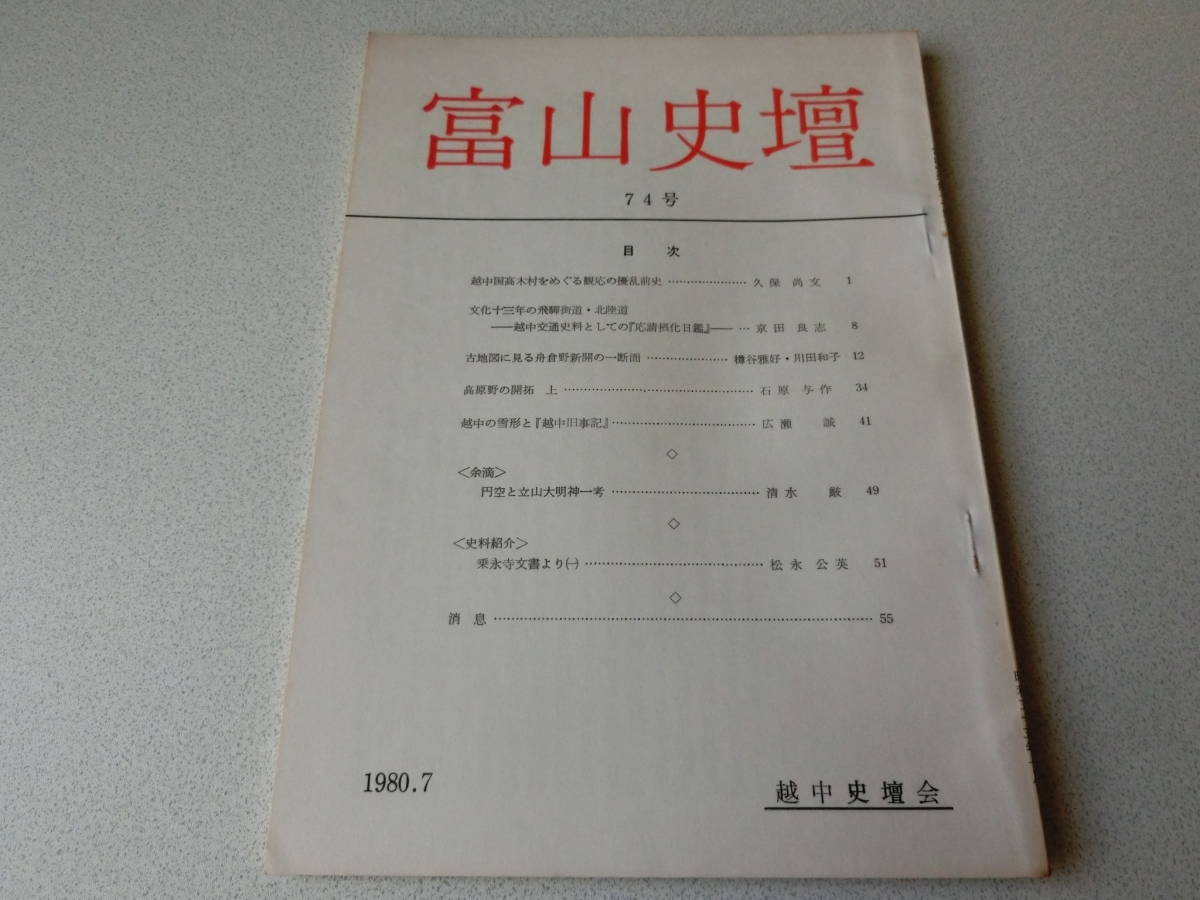 富山史壇
74号
目次
越中国高木村をめぐる観応の擾乱前史 …………………… 久保尚文 1
文化十三年の飛騨街道・北陸道
——越中交通史料としての『応請摂化日鑑』—— … 京田良志 8
古地図に見る舟倉野新開の一断面 …………………… 樽谷雅好・川田和子 12
高原野の開拓 上 …………………… 石原与作 34
越中の雪形と『越中旧事記』 …………………… 広瀬誠 41
◇
<余滴>
円空と立山大明神一考 …………………… 清水巌 49
◇
<史料紹介>
乗永寺文書より(一) …………………… 松永公英 51
◇
消息 …………………… 55
1980.7
越中史壇会